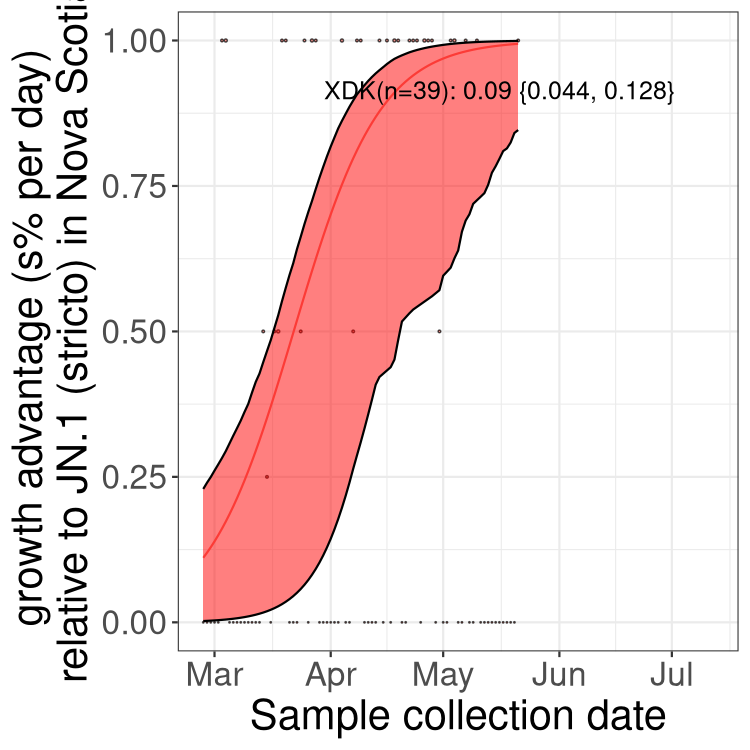 growth advantage (s% per day)
relative to JN.1 (stricto) in Nova Scotia
1.00
0.75
0.50
0.25
0.00
XDK(n=39): 0.09 {0.044, 0.128}
Mar Apr May Jun Jul
Sample collection date